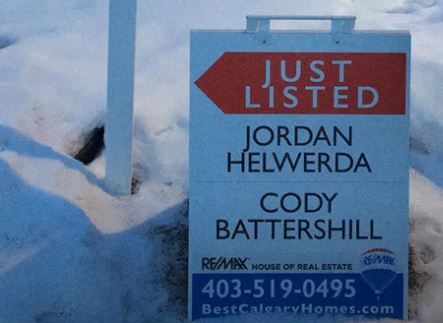 JUST
LISTED
JORDAN
HELWERDA
CODY
BATTERSHILL
RE/MAX HOUSE OF REAL ESTATE
RE/MAX
403-519-0495
BestCalgaryHomes.com